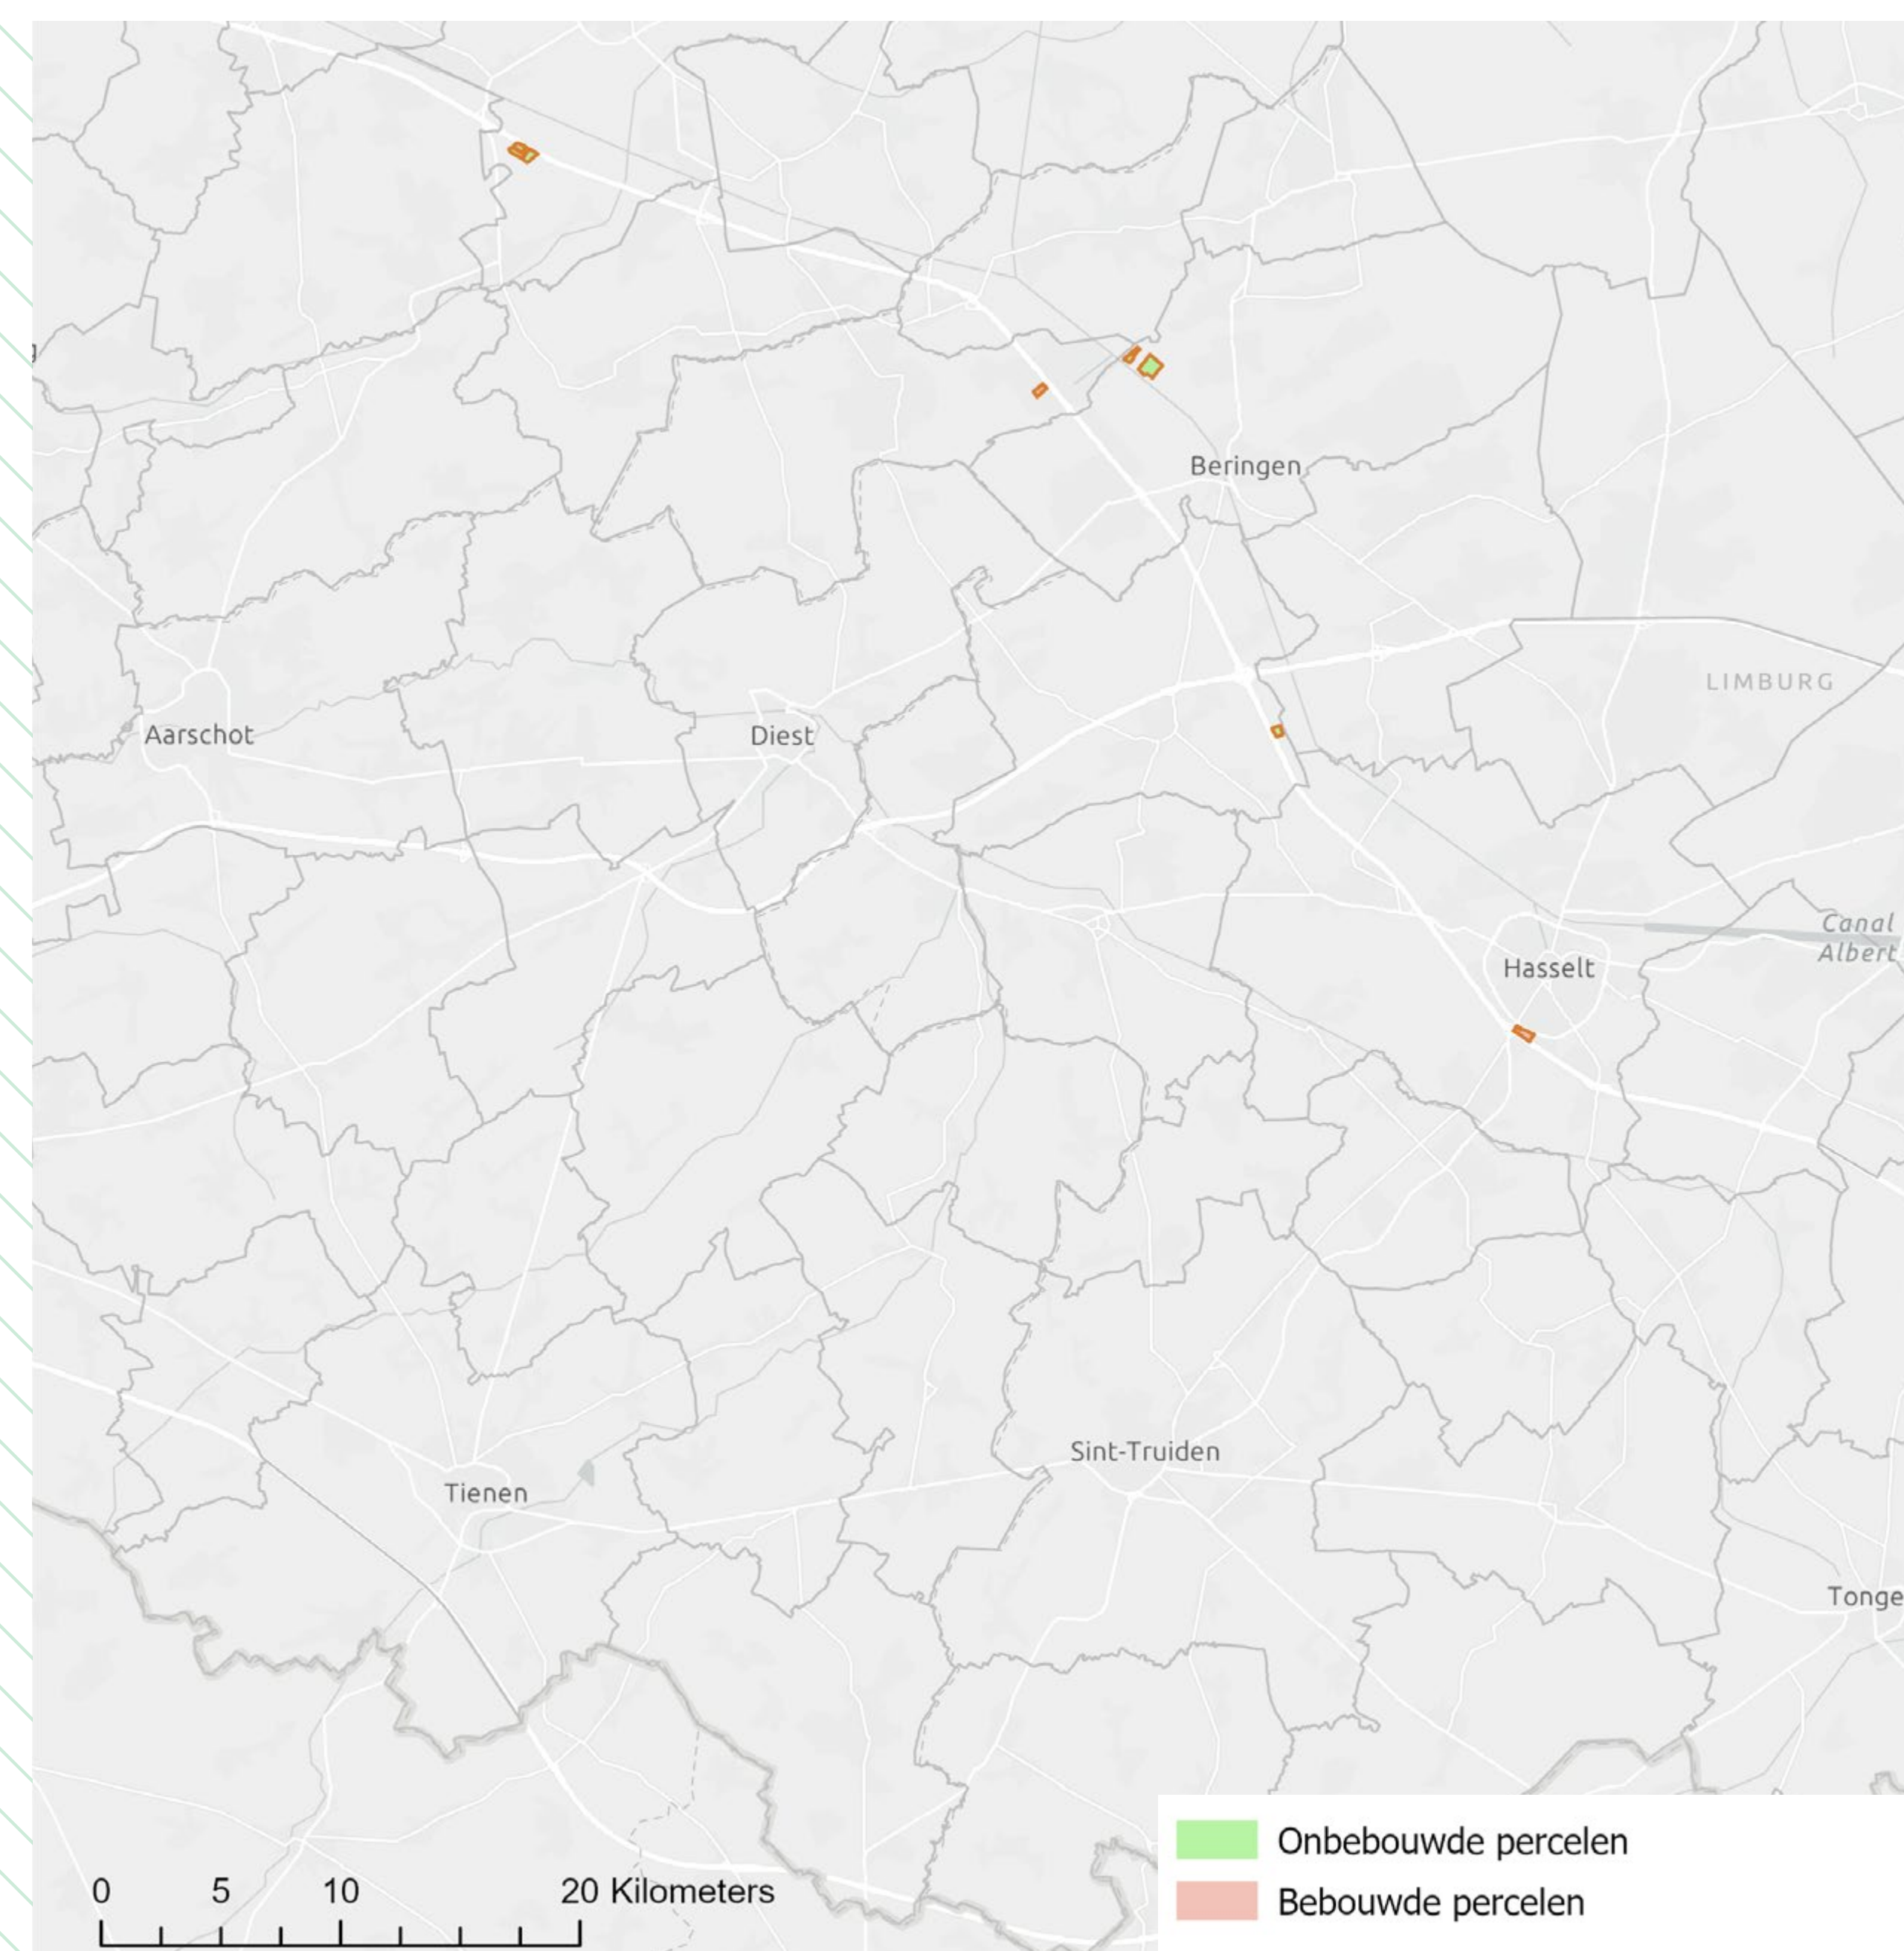 Beringen
LIMBURG
Aarschot
Diest
Canal
Albert
Hasselt
Sint-Truiden
Tienen
Tonge
Onbebouwde percelen
Bebouwde percelen
0 5 10 20 Kilometers